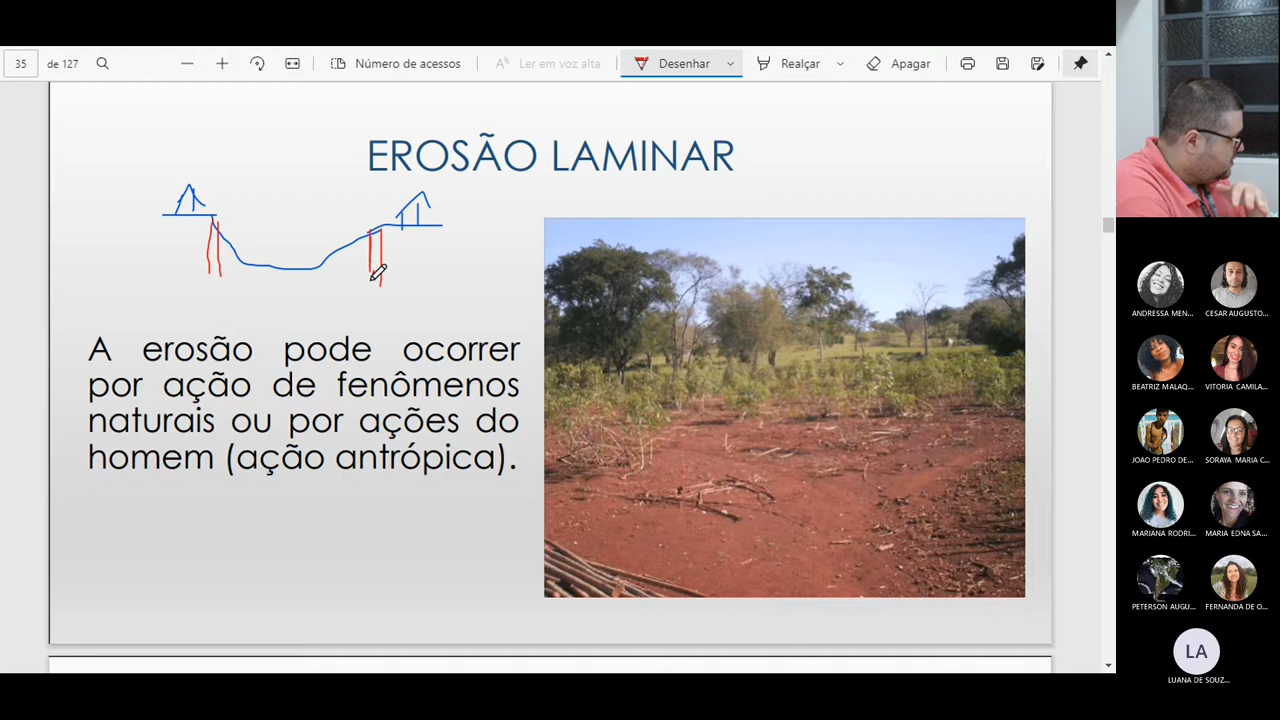 35
de 127
Número de acessos
Ler em voz alta
Desenhar
Realçar
Apagar
EROSÃO LAMINAR
A erosão pode ocorrer
por ação de fenômenos
naturais ou por ações do
homem (ação antrópica).
ANDRESSA MEN...
CESAR AUGUSTO...
BEATRIZ MALAQ...
VITORIA CAMILA...
JOAO PEDRO DE...
SORAYA MARIA C...
MARIANA RODRI...
MARIA EDNA SA...
PETERSON AUGU...
FERNANDA DE O...
LA
LUANA DE SOUZ...